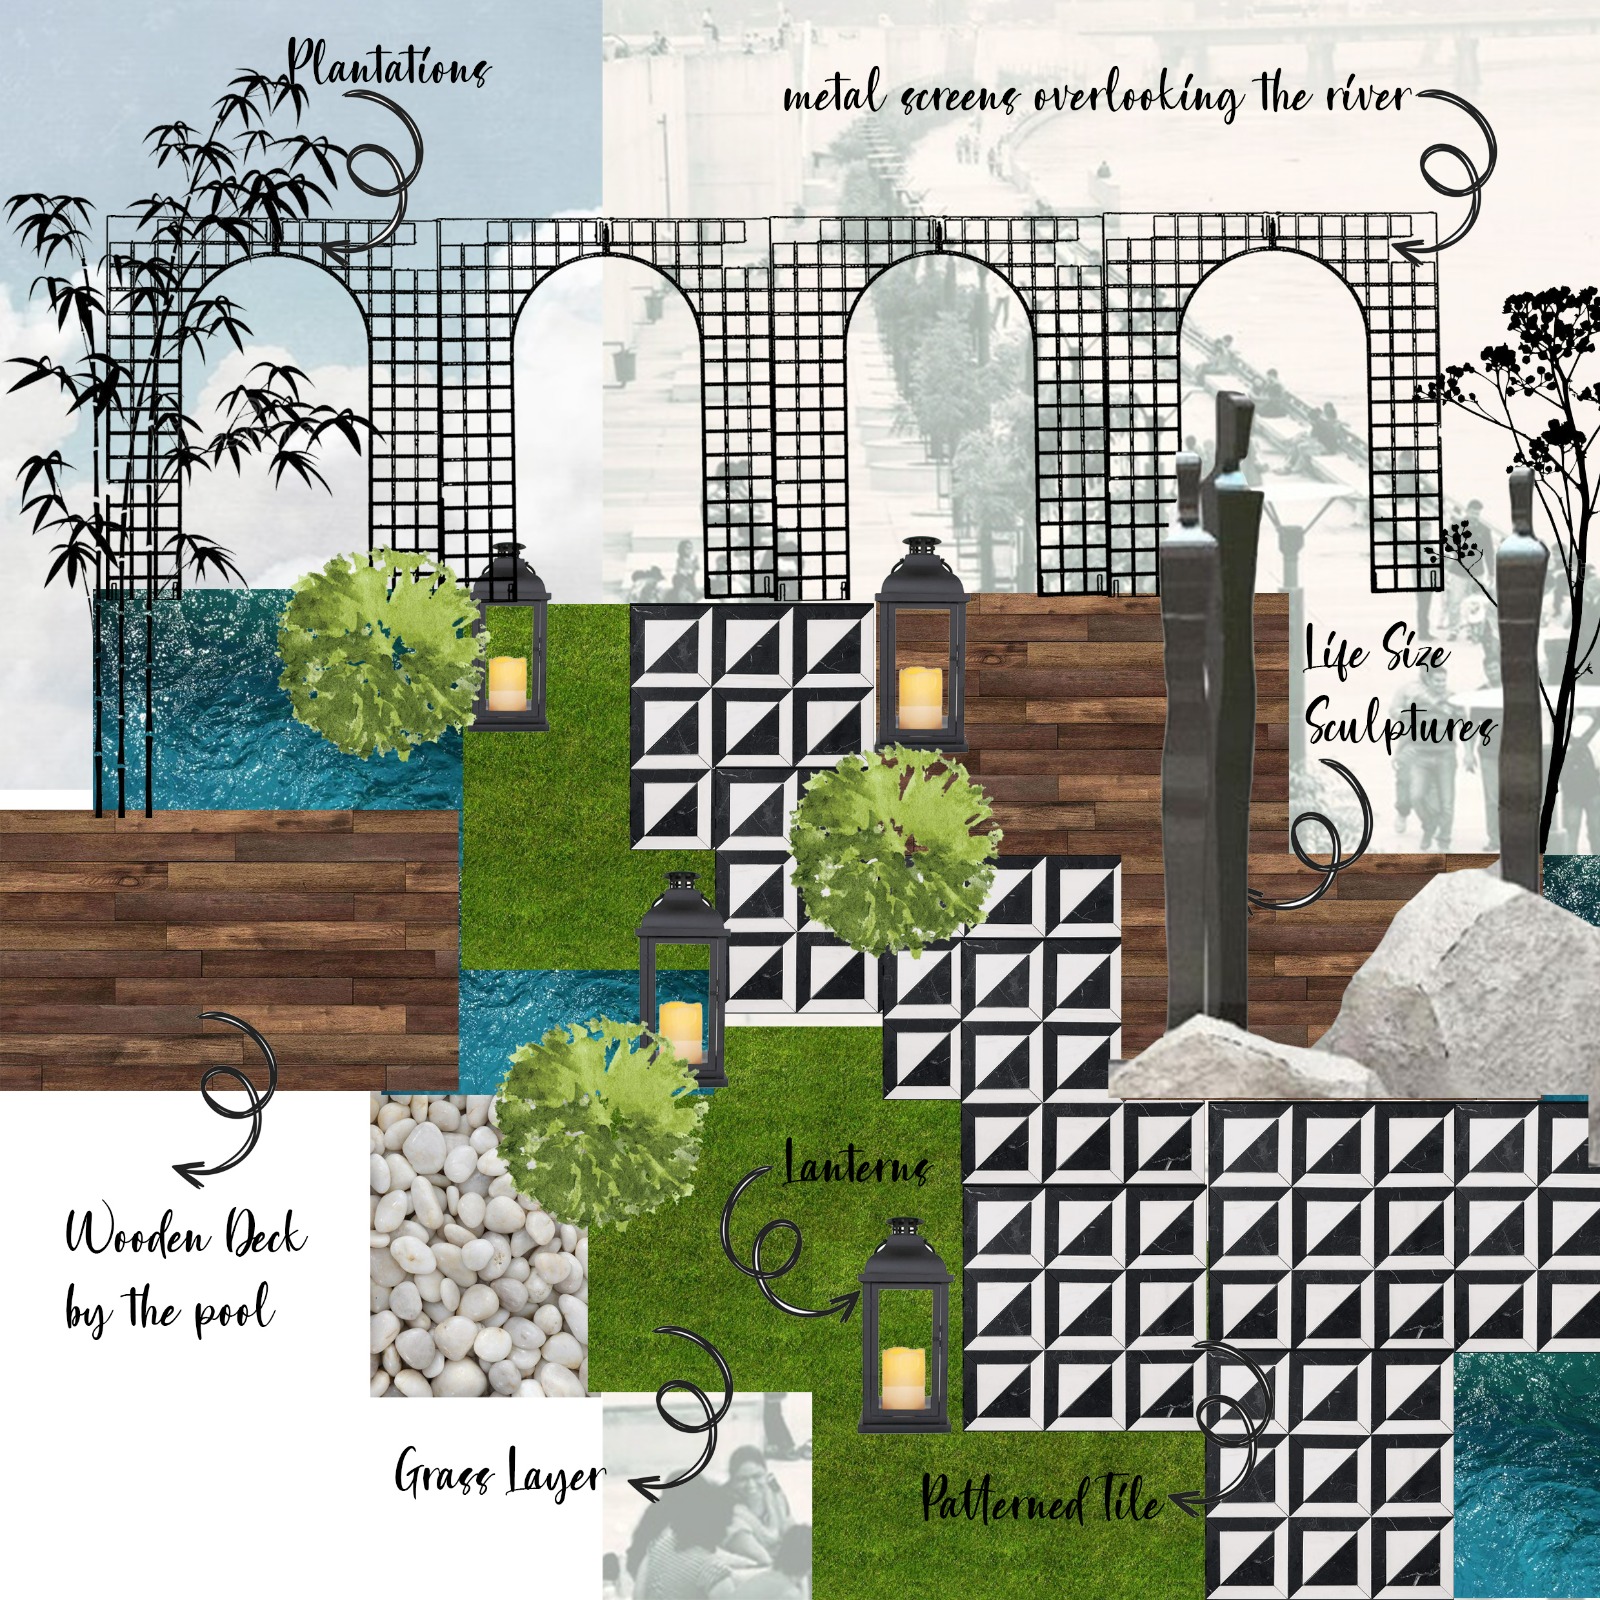 Plantations
metal screens overlooking the river
Life Size
Sculptures
Lanterns
Wooden Deck
by the pool
Grass Layer
Patterned Tile